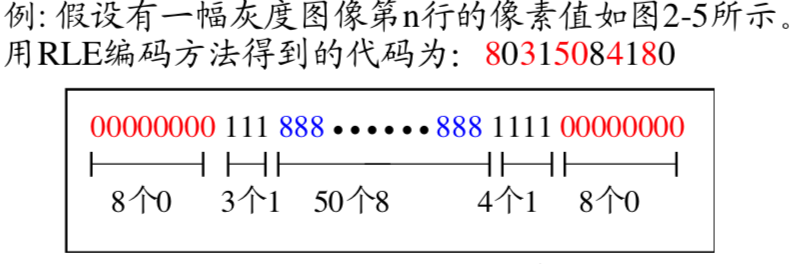 例: 假设有一幅灰度图像第n行的像素值如图2-5所示。
用RLE编码方法得到的代码为：80315084180
00000000 111 888 •••••• 888 1111 00000000
8个0 3个1 50个8 4个1 8个0